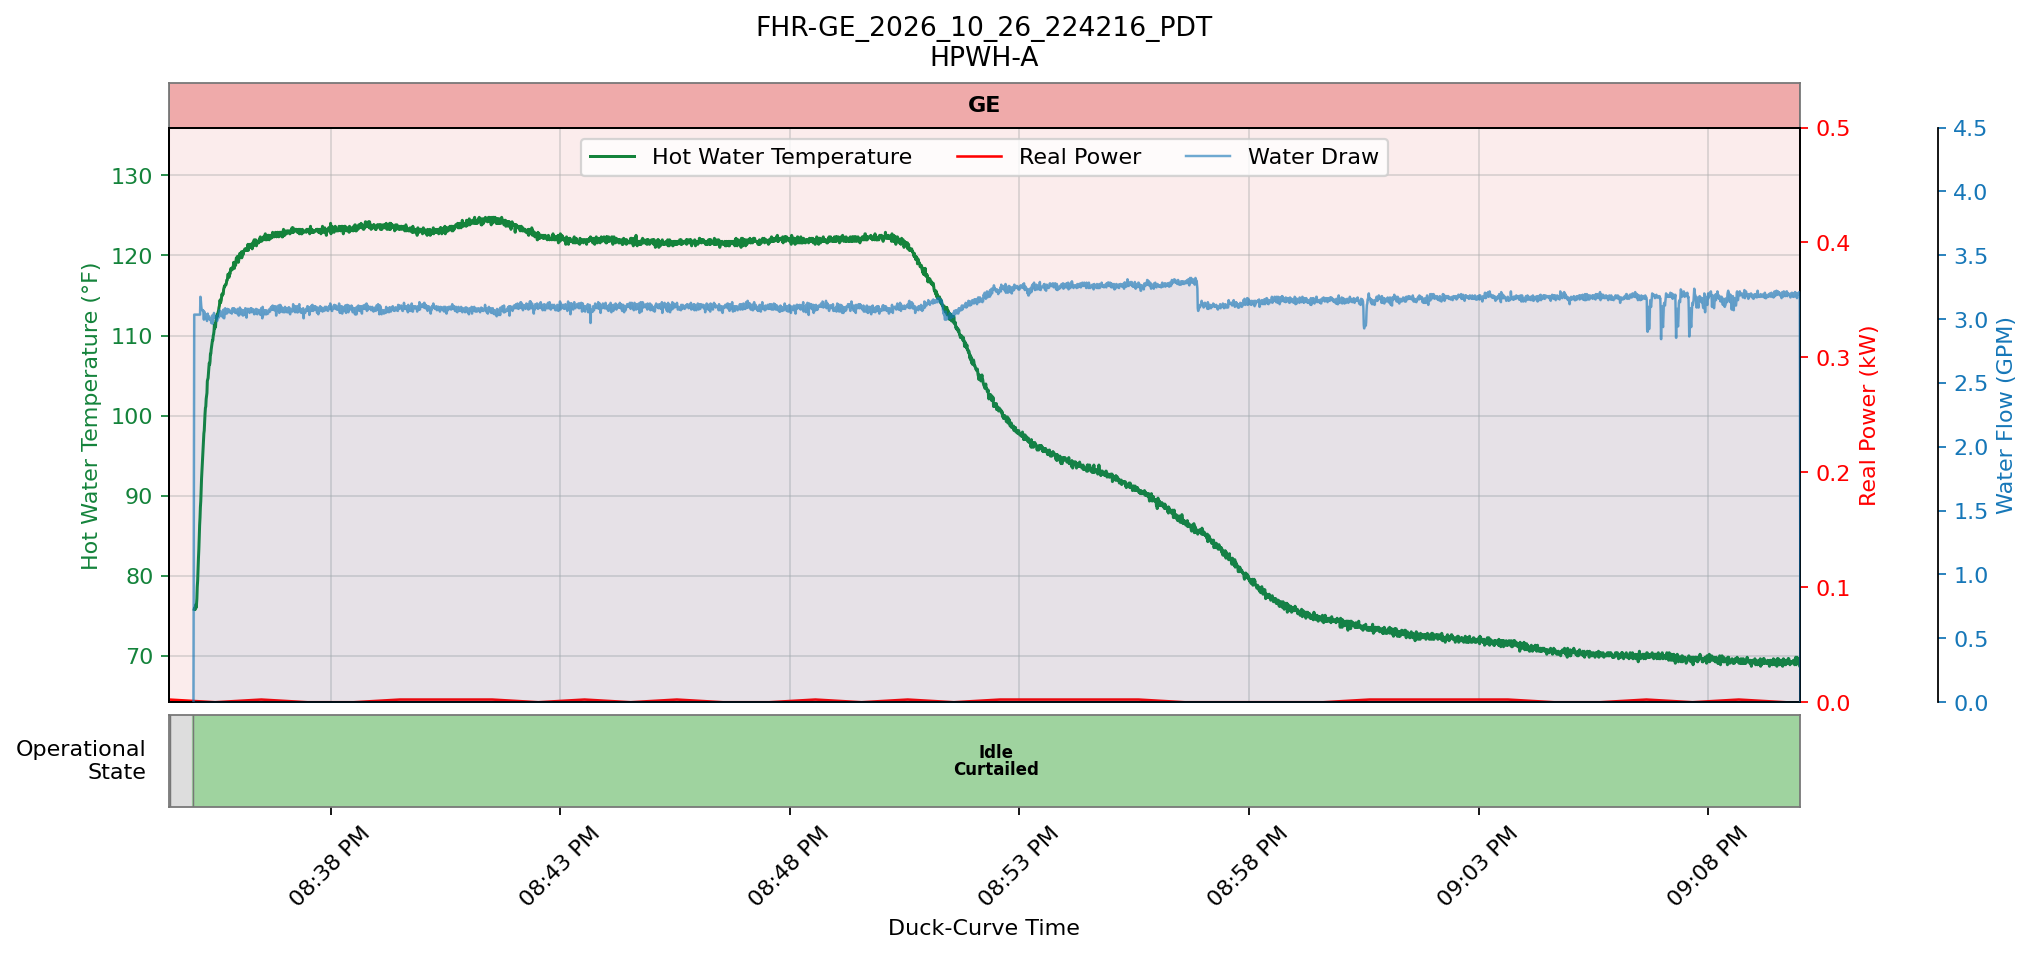 FHR-GE_2026_10_26_224216_PDT
HPWH-A
GE
Hot Water Temperature
Real Power
Water Draw
Hot Water Temperature (°F)
130
120
110
100
90
80
70
0.5
0.4
0.3
0.2
0.1
0.0
Real Power (kW)
4.5
4.0
3.5
3.0
2.5
2.0
1.5
1.0
0.5
0.0
Water Flow (GPM)
Operational
State
Idle
Curtailed
08:38 PM
08:43 PM
08:48 PM
08:53 PM
08:58 PM
09:03 PM
09:08 PM
Duck-Curve Time